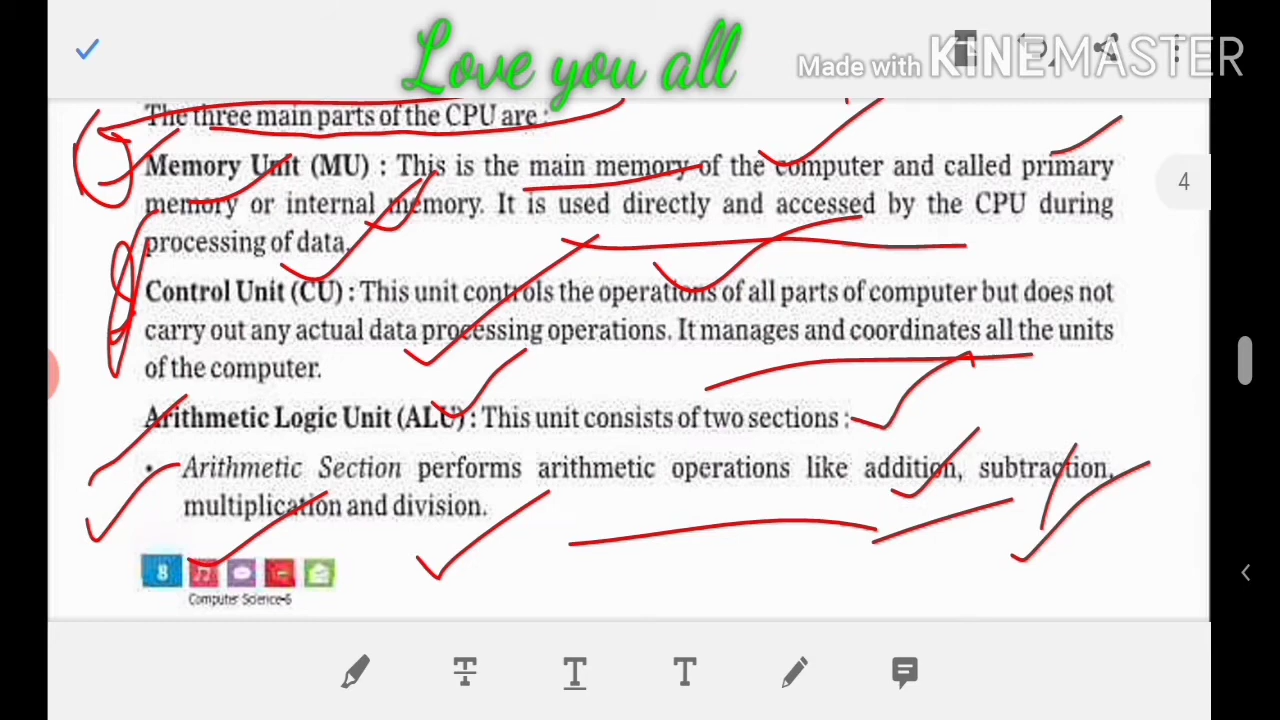 Love you all
Made with KINEMASTER
The three main parts of the CPU are :
4
Memory Unit (MU) : This is the main memory of the computer and called primary
memory or internal memory. It is used directly and accessed by the CPU during
processing of data.
Control Unit (CU) : This unit controls the operations of all parts of computer but does not
carry out any actual data processing operations. It manages and coordinates all the units
of the computer.
Arithmetic Logic Unit (ALU) : This unit consists of two sections :
• Arithmetic Section performs arithmetic operations like addition, subtraction,
multiplication and division.
8
Computer Science-6